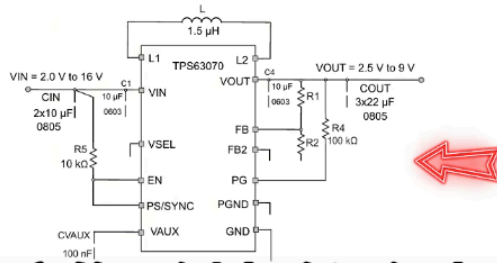 L
1.5 µH
L1
L2
TPS63070
VIN = 2.0 V to 16 V
VOUT = 2.5 V to 9 V
C1
C4
VOUT
VIN
CIN
10 µF
10 µF
R1
COUT
2x10 µF
0603
0603
3x22 µF
0805
0805
FB
R4
VSEL
R2
100 kΩ
R5
FB2
10 kΩ
EN
PG
PS/SYNC
PGND
VAUX
GND
CVAUX
100 nF